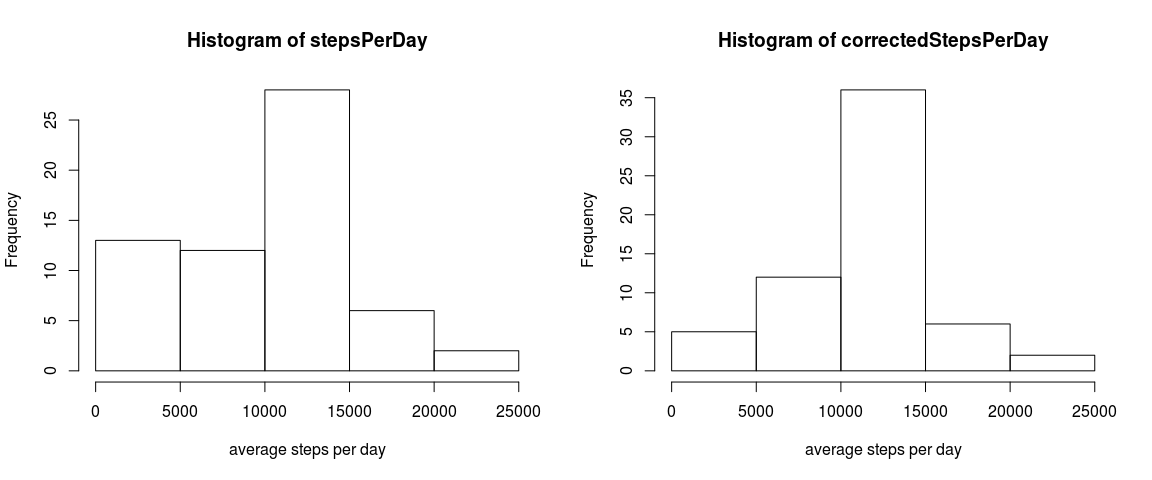 Histogram of stepsPerDay
Frequency
25
20
15
10
5
0
0 5000 10000 15000 20000 25000
average steps per day
Histogram of correctedStepsPerDay
Frequency
35
30
25
20
15
10
5
0
0 5000 10000 15000 20000 25000
average steps per day